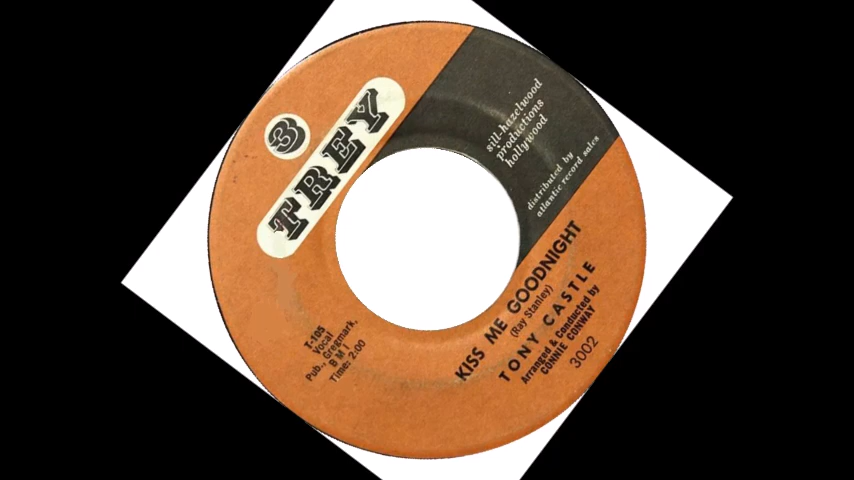 3
TREY
sill-hazelwood
productions
hollywood
distributed by
atlantic record sales
T-105
Vocal
Pub., Gregmark,
B M I
Time: 2:00
KISS ME GOODNIGHT
(Ray Stanley)
TONY CASTLE
Arranged & Conducted by
CONNIE CONWAY
3002